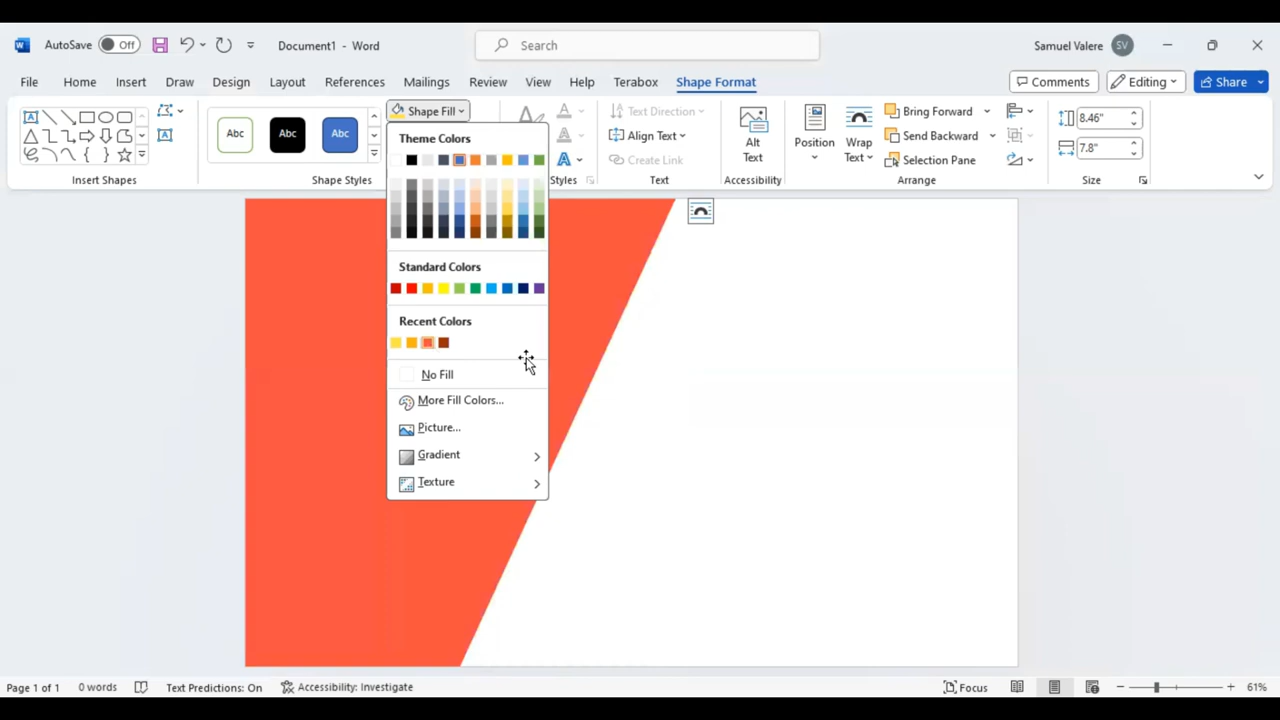 AutoSave Off Document1 - Word Search Samuel Valere SV
File Home Insert Draw Design Layout References Mailings Review View Help Terabox Shape Format Comments Editing Share
Shape Fill Text Direction Bring Forward 8.46"
Abc Abc Abc Align Text Alt Text Position Wrap Text Send Backward 7.8"
Create Link Selection Pane
Insert Shapes Shape Styles Styles Text Accessibility Arrange Size
Theme Colors
Standard Colors
Recent Colors
No Fill
More Fill Colors...
Picture...
Gradient
Texture
Page 1 of 1 0 words Text Predictions: On Accessibility: Investigate Focus 61%